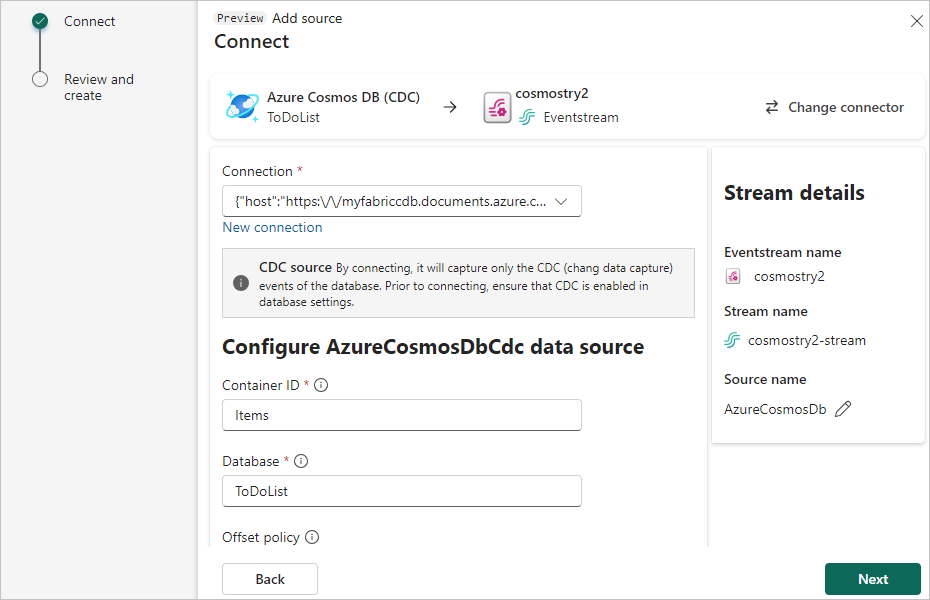 Connect
Review and
create
Preview Add source
Connect
Azure Cosmos DB (CDC)
ToDoList
cosmostry2
Eventstream
Change connector
Connection *
{"host":"https:\/\/myfabriccdb.documents.azure.c...
New connection
CDC source By connecting, it will capture only the CDC (chang data capture)
events of the database. Prior to connecting, ensure that CDC is enabled in
database settings.
Configure AzureCosmosDbCdc data source
Container ID *
Items
Database *
ToDoList
Offset policy
Back
Next
Stream details
Eventstream name
cosmostry2
Stream name
cosmostry2-stream
Source name
AzureCosmosDb